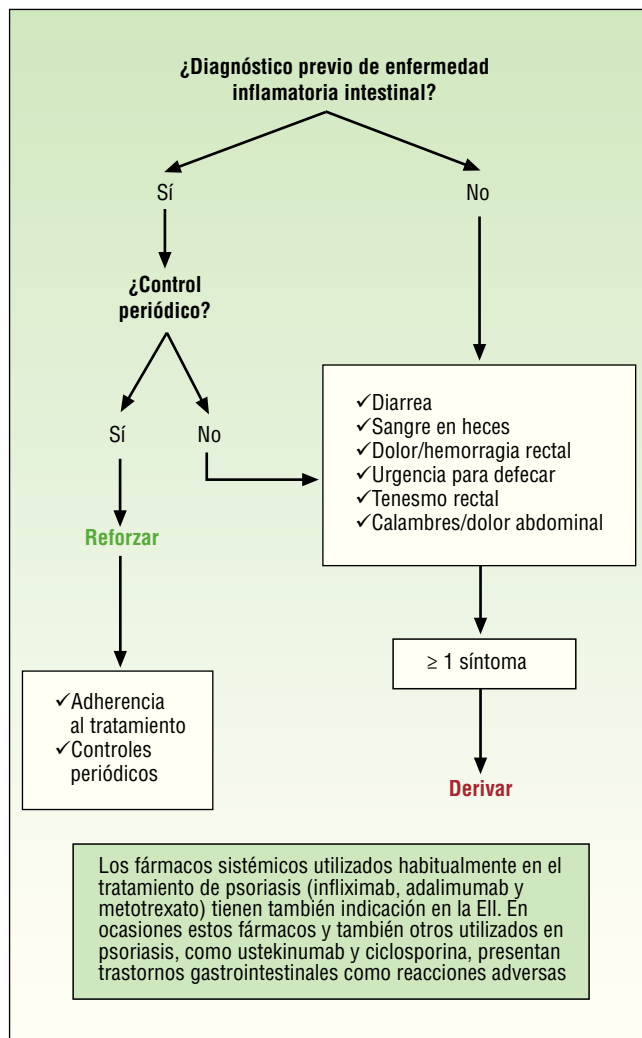 ¿Diagnóstico previo de enfermedad
inflamatoria intestinal?
Sí
No
¿Control
periódico?
Sí
No
✓Diarrea
✓Sangre en heces
✓Dolor/hemorragia rectal
✓Urgencia para defecar
✓Tenesmo rectal
✓Calambres/dolor abdominal
Reforzar
≥ 1 síntoma
✓Adherencia
al tratamiento
✓Controles
periódicos
Derivar
Los fármacos sistémicos utilizados habitualmente en el
tratamiento de psoriasis (infliximab, adalimumab y
metotrexato) tienen también indicación en la EII. En
ocasiones estos fármacos y también otros utilizados en
psoriasis, como ustekinumab y ciclosporina, presentan
trastornos gastrointestinales como reacciones adversas